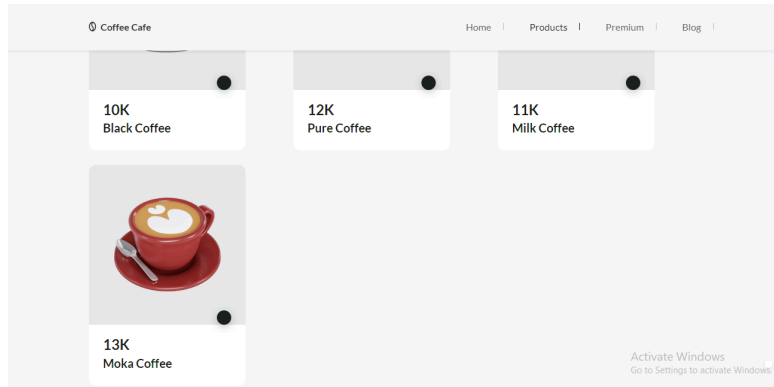 Coffee Cafe
Home Products Premium Blog
10K
Black Coffee
12K
Pure Coffee
11K
Milk Coffee
13K
Moka Coffee
Activate Windows
Go to Settings to activate Windows.